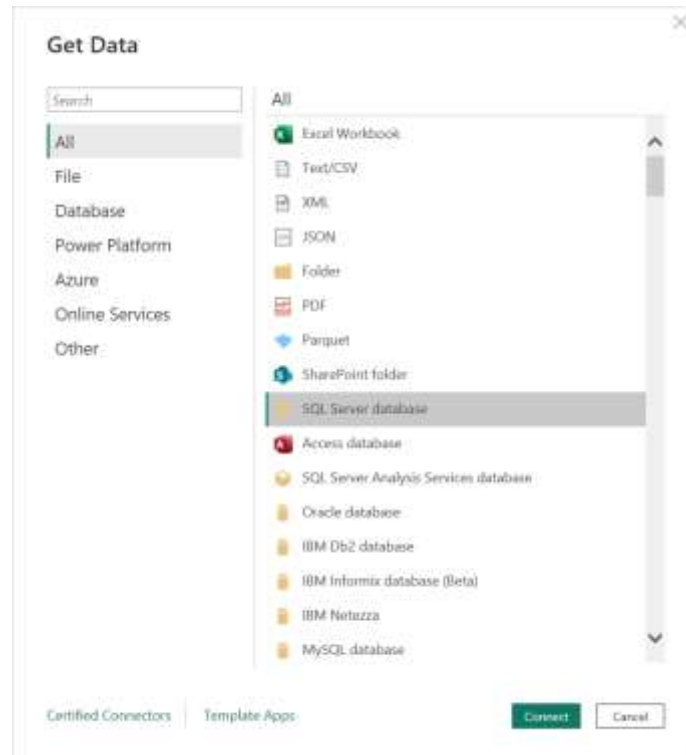 Get Data
Search
All
File
Database
Power Platform
Azure
Online Services
Other
All
Excel Workbook
Text/CSV
XML
JSON
Folder
PDF
Parquet
SharePoint folder
SQL Server database
Access database
SQL Server Analysis Services database
Oracle database
IBM Db2 database
IBM Informix database (Beta)
IBM Netezza
MySQL database
Certified Connectors
Template Apps
Connect
Cancel